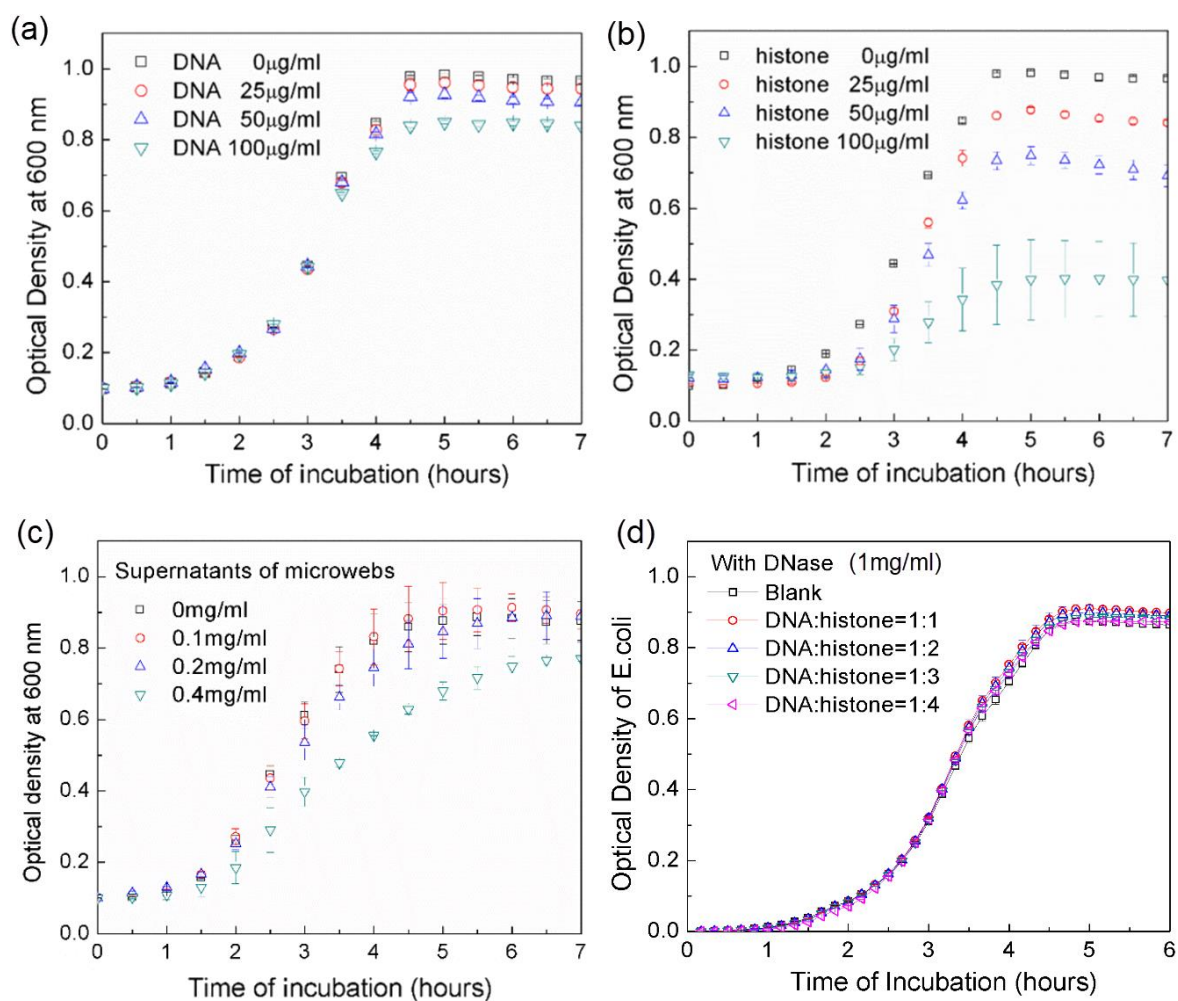 (a)
DNA 0μg/ml
DNA 25μg/ml
DNA 50μg/ml
DNA 100μg/ml
Optical Density at 600 nm
1.0
0.8
0.6
0.4
0.2
0.0
0 1 2 3 4 5 6 7
Time of incubation (hours)
(b)
histone 0μg/ml
histone 25μg/ml
histone 50μg/ml
histone 100μg/ml
Optical Density at 600 nm
1.0
0.8
0.6
0.4
0.2
0.0
0 1 2 3 4 5 6 7
Time of incubation (hours)
(c)
Supernatants of microwebs
0mg/ml
0.1mg/ml
0.2mg/ml
0.4mg/ml
Optical density at 600 nm
1.0
0.8
0.6
0.4
0.2
0.0
0 1 2 3 4 5 6 7
Time of incubation (hours)
(d)
With DNase (1mg/ml)
Blank
DNA:histone=1:1
DNA:histone=1:2
DNA:histone=1:3
DNA:histone=1:4
Optical Density of E.coli
1.0
0.8
0.6
0.4
0.2
0.0
0 1 2 3 4 5 6
Time of Incubation (hours)